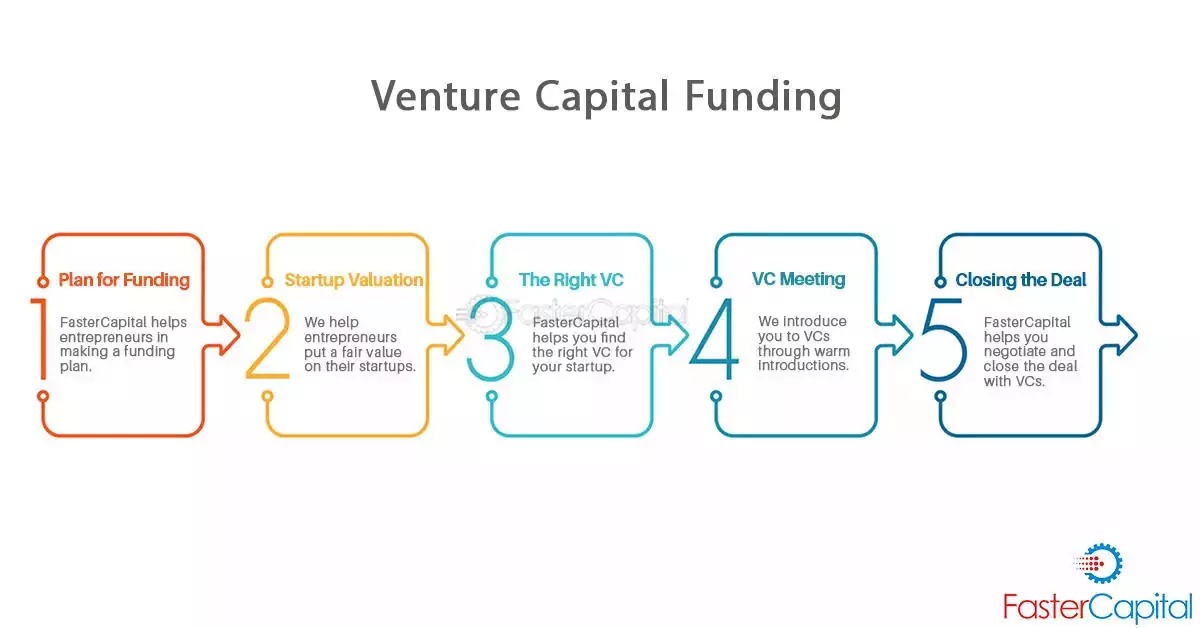 Venture Capital Funding
1
Plan for Funding
FasterCapital helps
entrepreneurs in
making a funding
plan.
2
Startup Valuation
We help
entrepreneurs
put a fair value
on their startups.
3
The Right VC
FasterCapital
FasterCapital
helps you find
the right VC for
your startup.
4
VC Meeting
We introduce
you to VCs
through warm
introductions.
5
Closing the Deal
FasterCapital
helps you
negotiate and
close the deal
with VCs.
FasterCapital